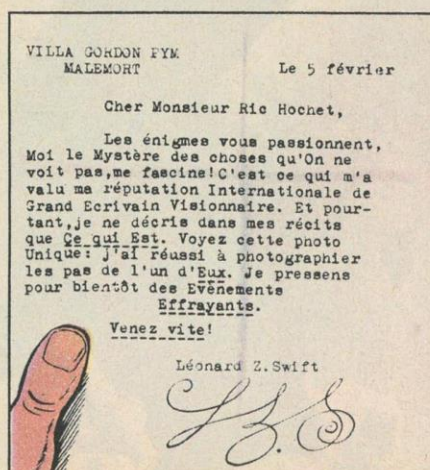 VILLA GORDON PYM
MALEMORT
Le 5 février
Cher Monsieur Ric Hochet,
Les énigmes vous passionnent,
Moi le Mystère des choses qu'On ne
voit pas,me fascine!C'est ce qui m'a
valu ma réputation Internationale de
Grand Ecrivain Visionnaire. Et pour-
tant,je ne décris dans mes récits
que Ce qui Est. Voyez cette photo
Unique: j'ai réussi à photographier
les pas de l'un d'Eux. Je pressens
pour bientôt des Evénements
Effrayants.
Venez vite!
Léonard Z.Swift
LZS